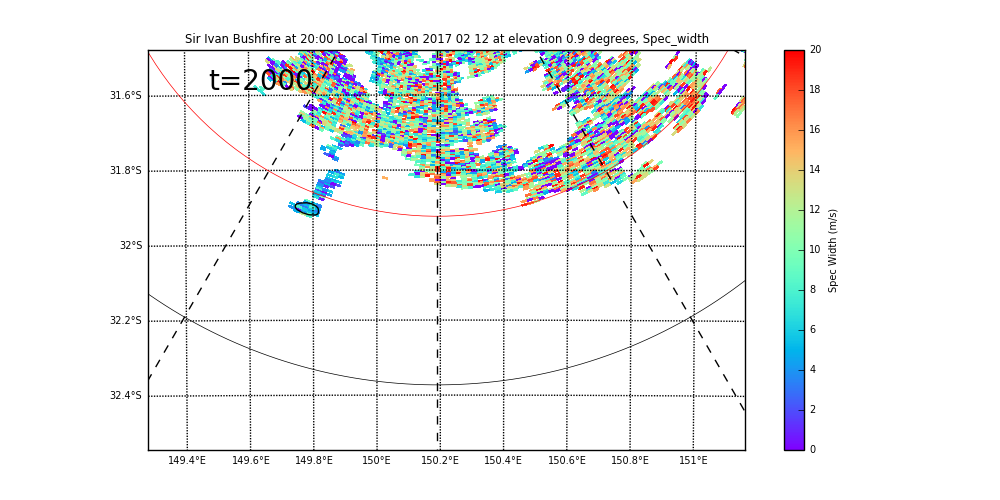 Sir Ivan Bushfire at 20:00 Local Time on 2017 02 12 at elevation 0.9 degrees, Spec_width
t=2000
31.6°S
31.8°S
32°S
32.2°S
32.4°S
149.4°E 149.6°E 149.8°E 150°E 150.2°E 150.4°E 150.6°E 150.8°E 151°E
20
18
16
14
12
10
8
6
4
2
0
Spec Width (m/s)